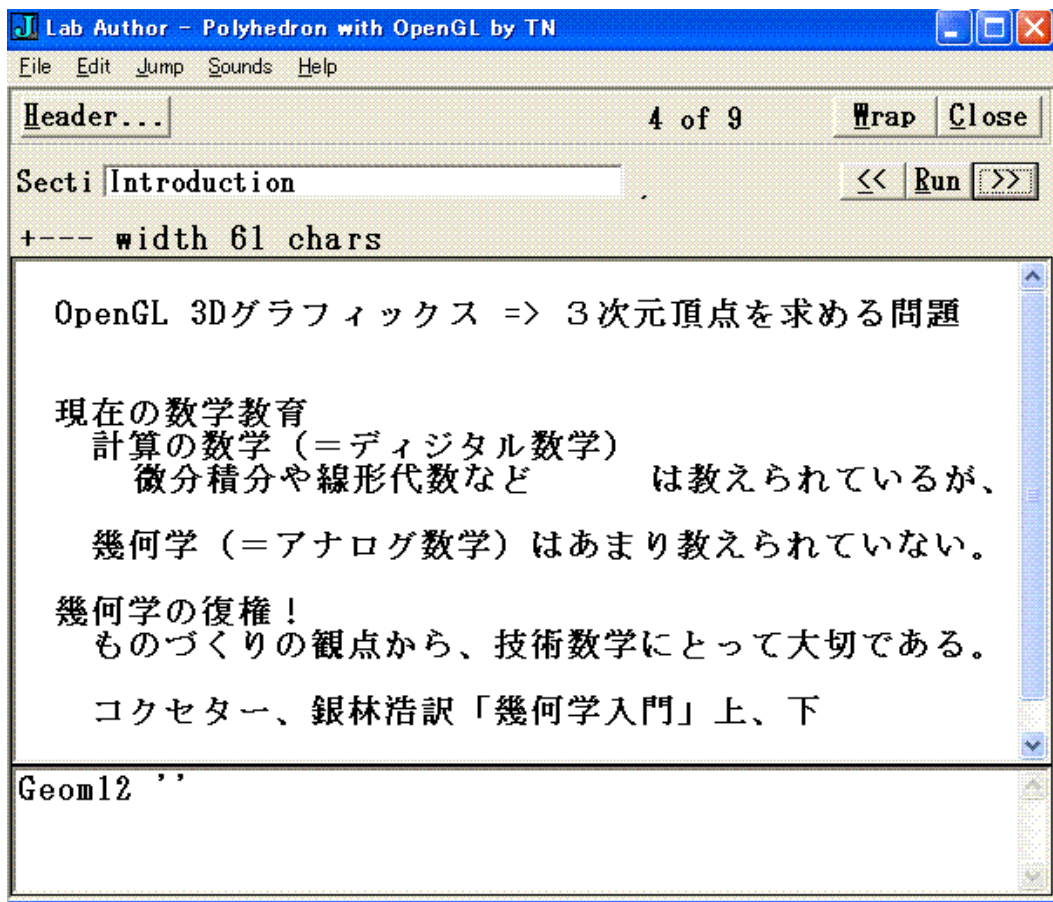 Lab Author - Polyhedron with OpenGL by TN
File Edit Jump Sounds Help
Header... 4 of 9 Wrap Close
Secti Introduction << Run >>
+--- width 61 chars
OpenGL 3Dグラフィックス => ３次元頂点を求める問題
現在の数学教育
計算の数学（＝ディジタル数学）
微分積分や線形代数など は教えられているが、
幾何学（＝アナログ数学）はあまり教えられていない。
幾何学の復権！
ものづくりの観点から、技術数学にとって大切である。
コクセター、銀林浩訳「幾何学入門」上、下
Geom12 ''